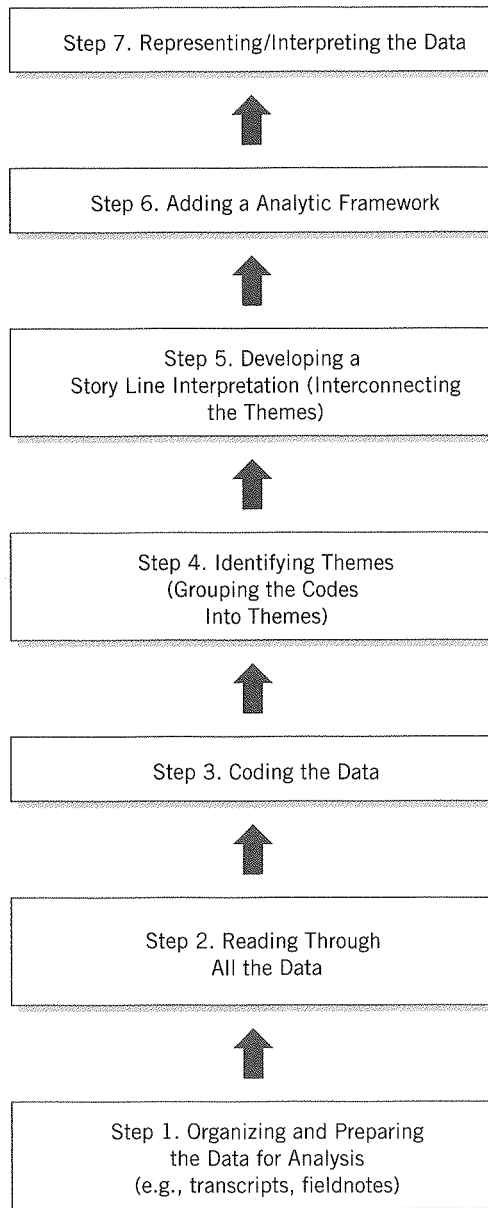 Step 7. Representing/Interpreting the Data
Step 6. Adding a Analytic Framework
Step 5. Developing a
Story Line Interpretation (Interconnecting
the Themes)
Step 4. Identifying Themes
(Grouping the Codes
Into Themes)
Step 3. Coding the Data
Step 2. Reading Through
All the Data
Step 1. Organizing and Preparing
the Data for Analysis
(e.g., transcripts, fieldnotes)